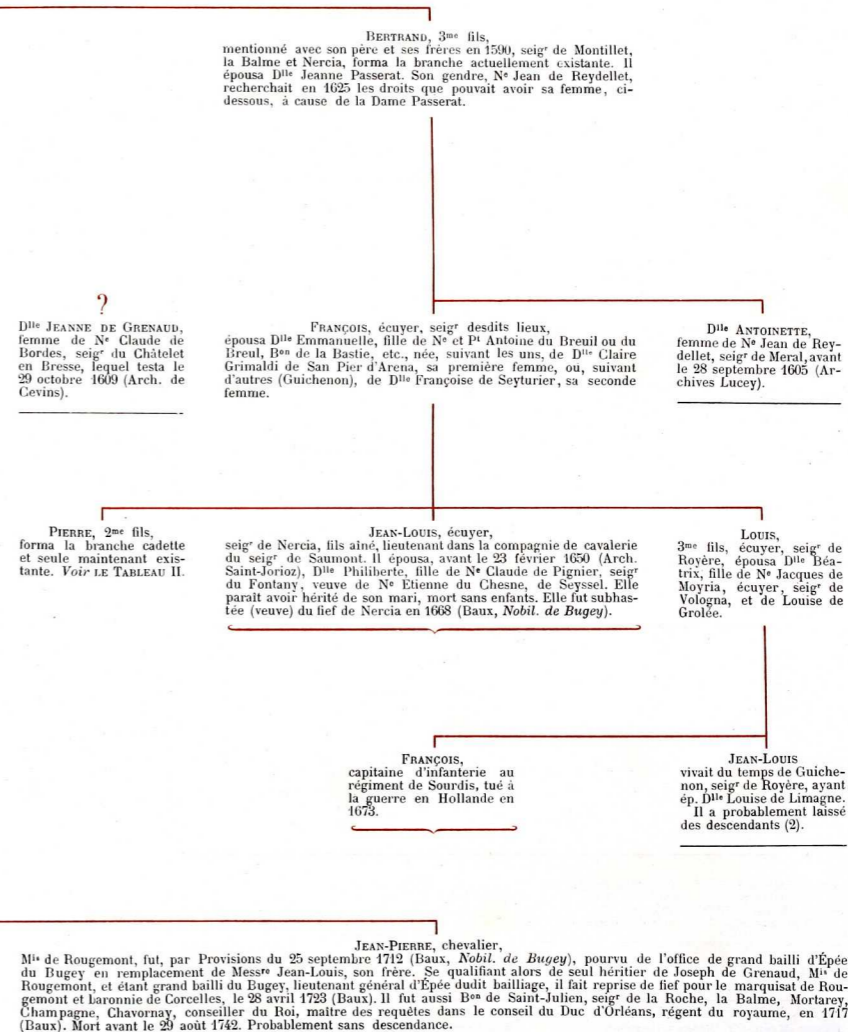 BERTRAND, 3me fils,
mentionné avec son père et ses frères en 1590, seigr de Montillet,
la Balme et Nercia, forma la branche actuellement existante. Il
épousa Dlle Jeanne Passerat. Son gendre, Ne Jean de Reydellet,
recherchait en 1625 les droits que pouvait avoir sa femme, ci-
dessous, à cause de la Dame Passerat.
?
Dlle JEANNE DE GRENAUD,
femme de Ne Claude de
Bordes, seigr du Châtelet
en Bresse, lequel testa le
29 octobre 1609 (Arch. de
Cevins).
FRANÇOIS, écuyer, seigr desdits lieux,
épousa Dlle Emmanuelle, fille de Ne et Pt Antoine du Breuil ou du
Breul, Bon de la Bastie, etc., née, suivant les uns, de Dlle Claire
Grimaldi de San Pier d'Arena, sa première femme, ou, suivant
d'autres (Guichenon), de Dlle Françoise de Seyturier, sa seconde
femme.
Dlle ANTOINETTE,
femme de Ne Jean de Rey-
dellet, seigr de Meral, avant
le 28 septembre 1605 (Ar-
chives Lucey).
PIERRE, 2me fils,
forma la branche cadette
et seule maintenant exis-
tante. Voir LE TABLEAU II.
JEAN-LOUIS, écuyer,
seigr de Nercia, fils aîné, lieutenant dans la compagnie de cavalerie
du seigr de Saumont. Il épousa, avant le 23 février 1650 (Arch.
Saint-Jorioz), Dlle Philiberte, fille de Ne Claude de Pignier, seigr
du Fontany, veuve de Ne Etienne du Chesne, de Seyssel. Elle
paraît avoir hérité de son mari, mort sans enfants. Elle fut subhas-
tée (veuve) du fief de Nercia en 1668 (Baux, Nobil. de Bugey).
LOUIS,
3me fils, écuyer, seigr de
Royère, épousa Dlle Béa-
trix, fille de Ne Jacques de
Moyria, écuyer, seigr de
Vologna, et de Louise de
Grolée.
FRANÇOIS,
capitaine d'infanterie au
régiment de Sourdis, tué à
la guerre en Hollande en
1673.
JEAN-LOUIS
vivait du temps de Guiche-
non, seigr de Royère, ayant
ép. Dlle Louise de Limagne.
Il a probablement laissé
des descendants (2).
JEAN-PIERRE, chevalier,
Mis de Rougemont, fut, par Provisions du 25 septembre 1712 (Baux, Nobil. de Bugey), pourvu de l'office de grand bailli d'Épée
du Bugey en remplacement de Messre Jean-Louis, son frère. Se qualifiant alors de seul héritier de Joseph de Grenaud, Mis de
Rougemont, et étant grand bailli du Bugey, lieutenant général d'Épée dudit bailliage, il fait reprise de fief pour le marquisat de Rou-
gemont et baronnie de Corcelles, le 28 avril 1723 (Baux). Il fut aussi Bon de Saint-Julien, seigr de la Roche, la Balme, Mortarey,
Champagne, Chavornay, conseiller du Roi, maître des requêtes dans le conseil du Duc d'Orléans, régent du royaume, en 1717
(Baux). Mort avant le 29 août 1742. Probablement sans descendance.